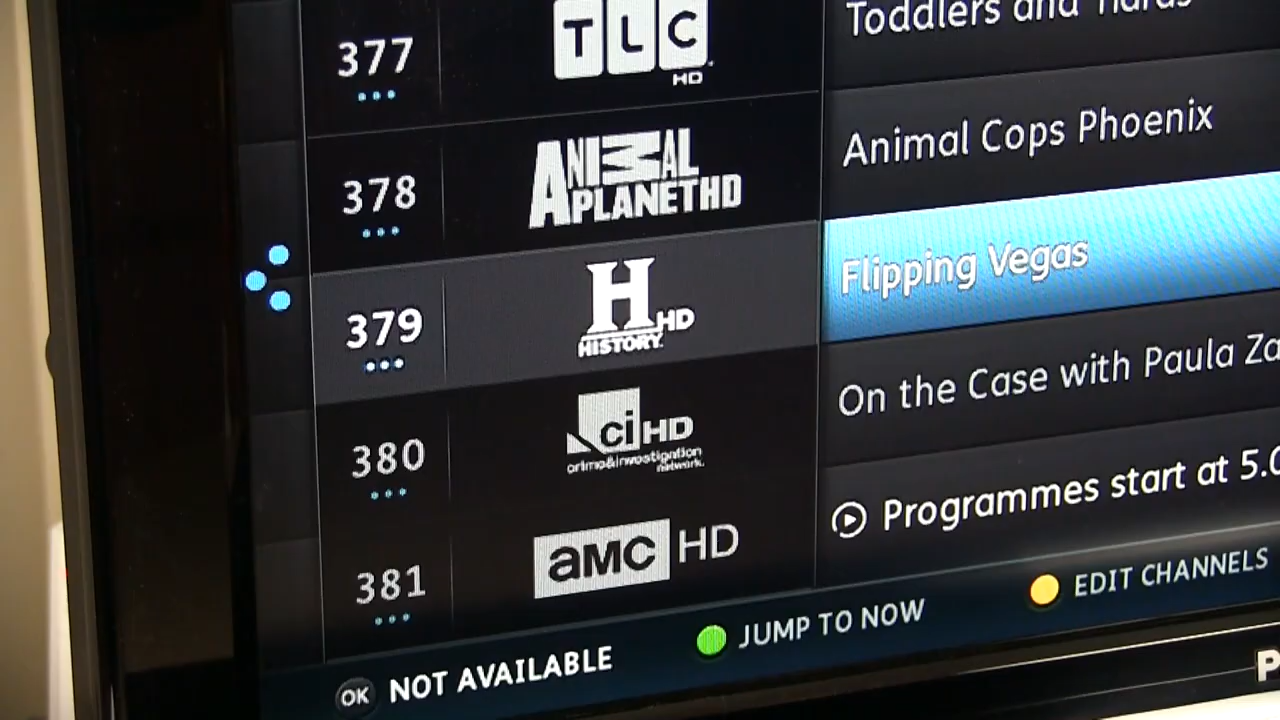 377
TLC
HD
Toddlers and Tiaras
378
ANIMAL
PLANET HD
Animal Cops Phoenix
379
H
HD
HISTORY
Flipping Vegas
380
ci HD
crime&investigation
network.
On the Case with Paula Za
381
aMC HD
Programmes start at 5.0
OK NOT AVAILABLE
JUMP TO NOW
EDIT CHANNELS
P